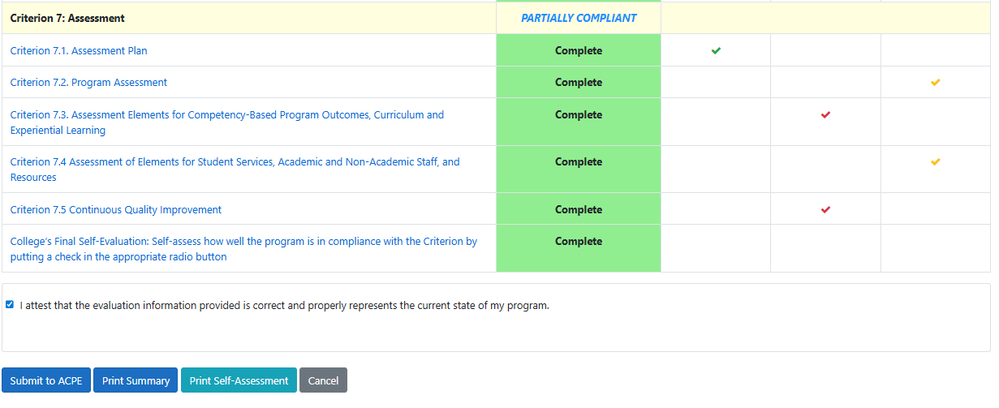 Criterion 7: Assessment PARTIALLY COMPLIANT
Criterion 7.1. Assessment Plan Complete
Criterion 7.2. Program Assessment Complete
Criterion 7.3. Assessment Elements for Competency-Based Program Outcomes, Curriculum and Complete
Experiential Learning
Criterion 7.4 Assessment of Elements for Student Services, Academic and Non-Academic Staff, and Complete
Resources
Criterion 7.5 Continuous Quality Improvement Complete
College's Final Self-Evaluation: Self-assess how well the program is in compliance with the Criterion by Complete
putting a check in the appropriate radio button
I attest that the evaluation information provided is correct and properly represents the current state of my program.
Submit to ACPE Print Summary Print Self-Assessment Cancel